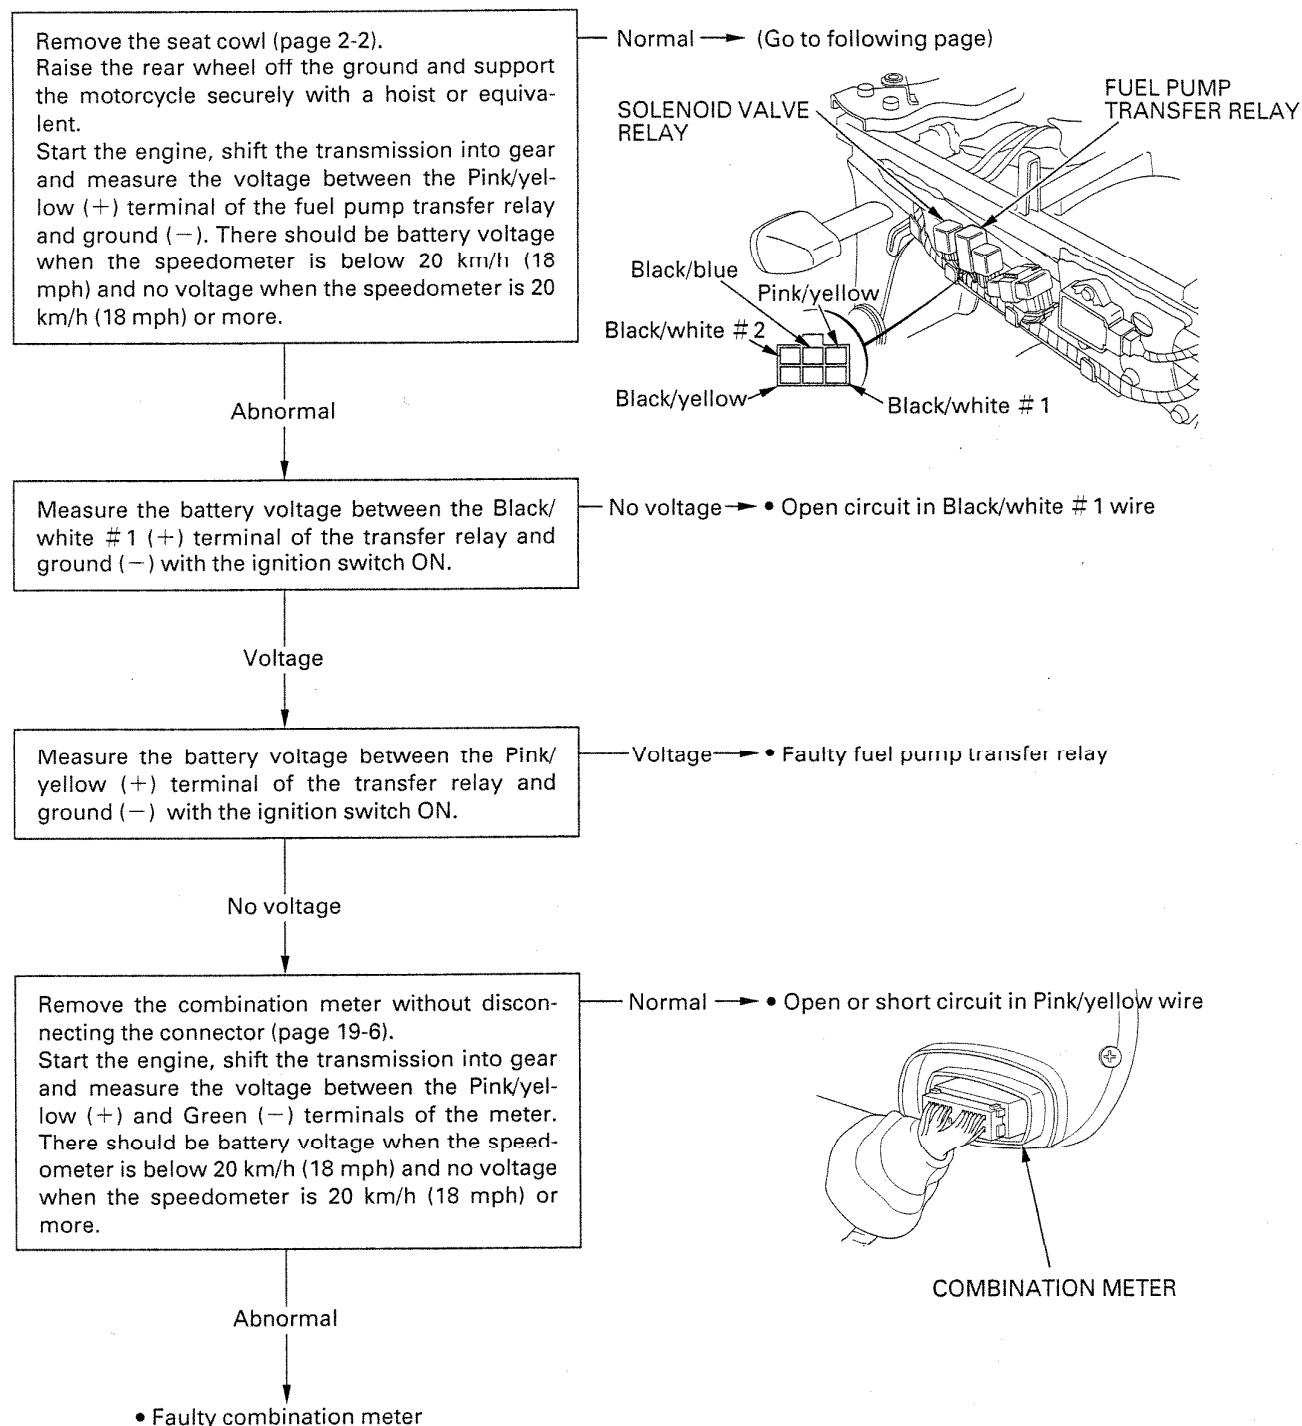 Remove the seat cowl (page 2-2).
Raise the rear wheel off the ground and support
the motorcycle securely with a hoist or equiva-
lent.
Start the engine, shift the transmission into gear
and measure the voltage between the Pink/yel-
low (+) terminal of the fuel pump transfer relay
and ground (−). There should be battery voltage
when the speedometer is below 20 km/h (18
mph) and no voltage when the speedometer is 20
km/h (18 mph) or more.
Normal
(Go to following page)
SOLENOID VALVE
RELAY
FUEL PUMP
TRANSFER RELAY
Black/blue
Pink/yellow
Black/white #2
Black/yellow
Black/white #1
Abnormal
Measure the battery voltage between the Black/
white #1 (+) terminal of the transfer relay and
ground (−) with the ignition switch ON.
No voltage
• Open circuit in Black/white #1 wire
Voltage
Measure the battery voltage between the Pink/
yellow (+) terminal of the transfer relay and
ground (−) with the ignition switch ON.
Voltage
• Faulty fuel pump transfer relay
No voltage
Remove the combination meter without discon-
necting the connector (page 19-6).
Start the engine, shift the transmission into gear
and measure the voltage between the Pink/yel-
low (+) and Green (−) terminals of the meter.
There should be battery voltage when the speed-
ometer is below 20 km/h (18 mph) and no voltage
when the speedometer is 20 km/h (18 mph) or
more.
Normal
• Open or short circuit in Pink/yellow wire
COMBINATION METER
Abnormal
• Faulty combination meter